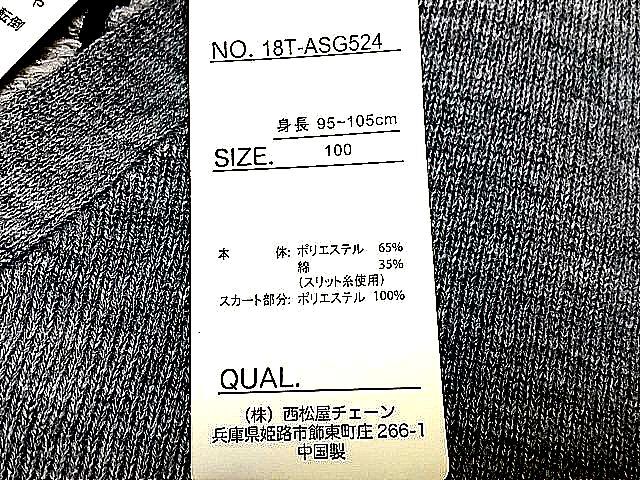 や
転倒
NO. 18T-ASG524
身長 95~105cm
SIZE. 100
本 体: ポリエステル 65%
綿 35%
(スリット糸使用)
スカート部分: ポリエステル 100%
QUAL.
(株) 西松屋チェーン
兵庫県姫路市飾東町庄 266-1
中国製